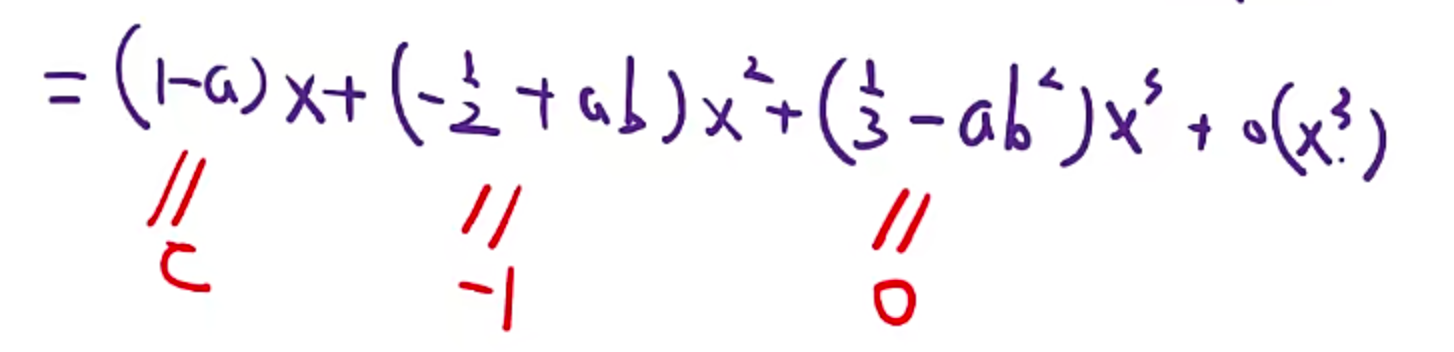 = (1-a)x + (-1/2 + ab)x² + (1/3 - ab²)x³ + o(x³)
‖ ‖ ‖
c -1 0